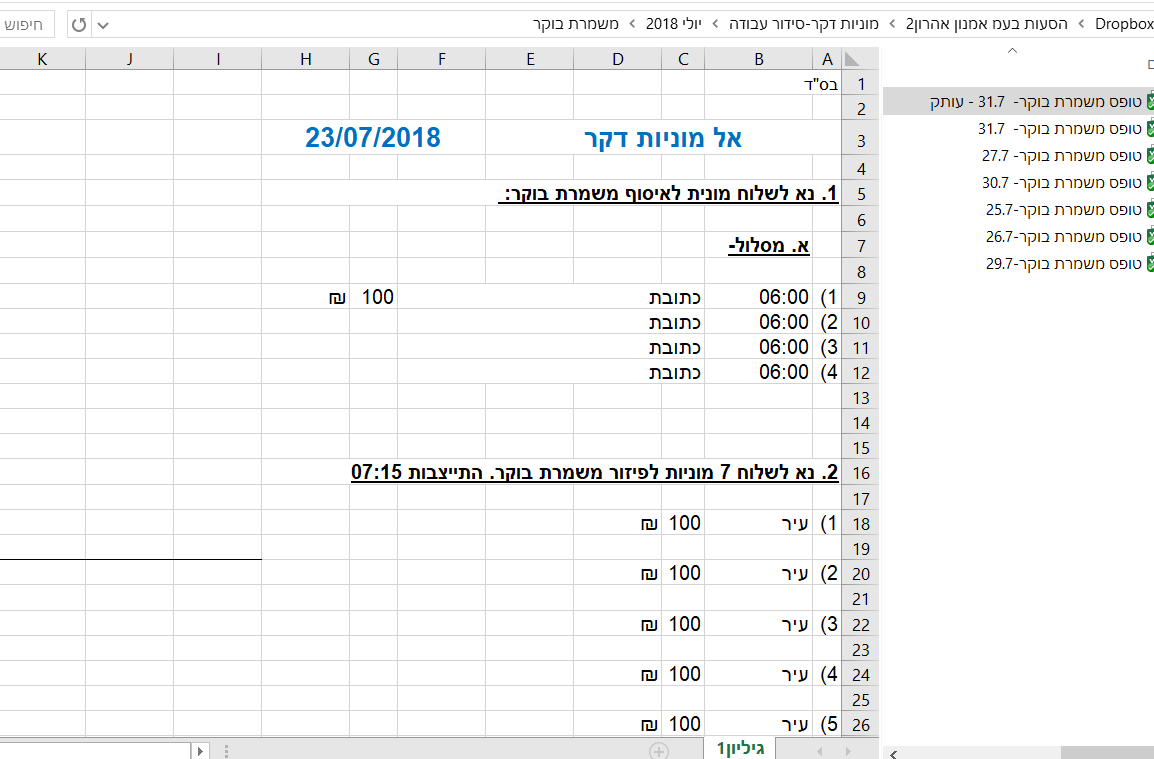 Dropbox > הסעות בעמ אמנון אהרון2 > מוניות דקר-סידור עבודה > יולי 2018 > משמרת בוקר
חיפוש
טופס משמרת בוקר- 31.7 - עותק
טופס משמרת בוקר- 31.7
טופס משמרת בוקר- 27.7
טופס משמרת בוקר- 30.7
טופס משמרת בוקר-25.7
טופס משמרת בוקר-26.7
טופס משמרת בוקר-29.7
A B C D E F G H I J K
1 בס"ד
2
3 אל מוניות דקר 23/07/2018
4
5 1. נא לשלוח מונית לאיסוף משמרת בוקר:
6
7 א. מסלול-
8
9 1) 06:00 כתובת 100 ₪
10 2) 06:00 כתובת
11 3) 06:00 כתובת
12 4) 06:00 כתובת
13
14
15
16 2. נא לשלוח 7 מוניות לפיזור משמרת בוקר. התייצבות 07:15
17
18 1) עיר 100 ₪
19
20 2) עיר 100 ₪
21
22 3) עיר 100 ₪
23
24 4) עיר 100 ₪
25
26 5) עיר 100 ₪
גיליון1